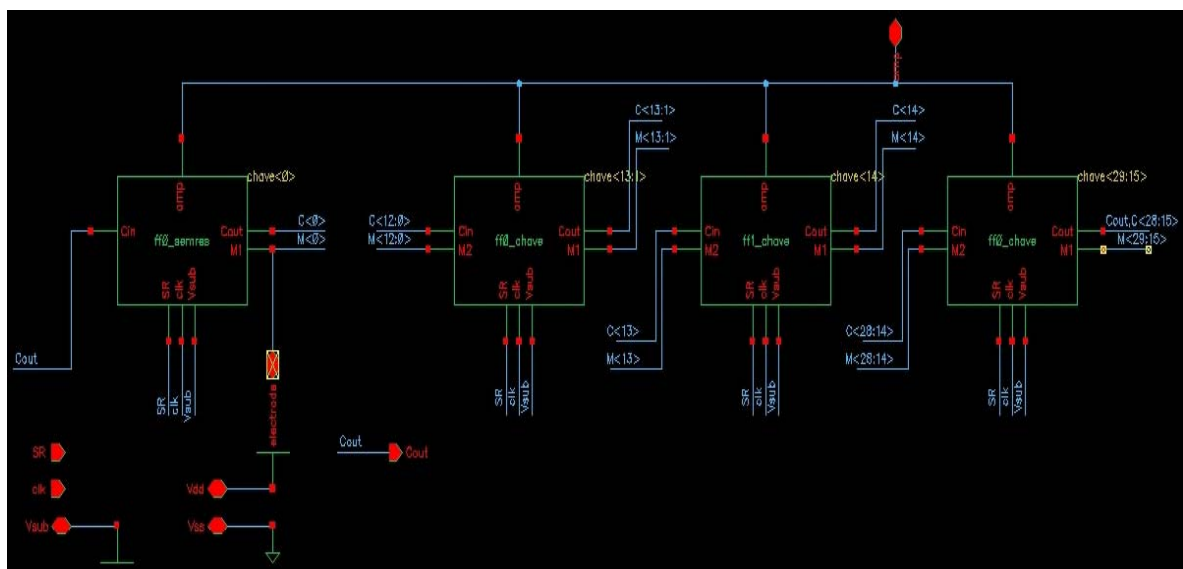 amp
C<13:1>
M<13:1>
C<14>
M<14>
chave<0>
chave<13:1>
chave<14>
chave<29:15>
amp
amp
amp
amp
Cin
ff0_semres
Cout
M1
C<0>
M<0>
C<12:0>
M<12:0>
Cin
M2
ff0_chave
Cout
M1
Cin
M2
ff1_chave
Cout
M1
Cin
M2
ff0_chave
Cout
M1
Cout,C<28:15>
M<29:15>
SR clk Vsub
SR clk Vsub
SR clk Vsub
SR clk Vsub
C<13>
M<13>
C<28:14>
M<28:14>
Cout
SR clk Vsub
SR clk Vsub
SR clk Vsub
SR clk Vsub
electrode
SR
Cout
Cout
clk
Vdd
Vsub
Vss